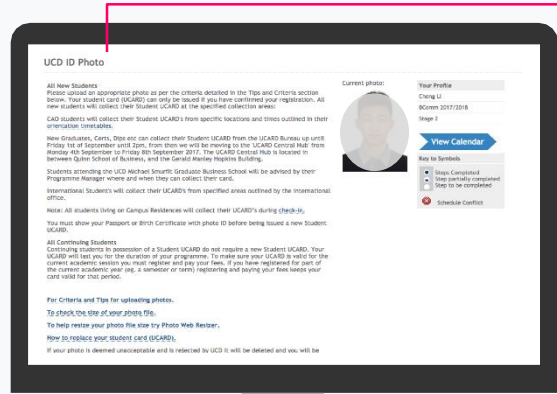 UCD ID Photo
All New Students
Please upload an appropriate photo as per the criteria detailed in the Tips and Criteria section
below. Your student card (UCARD) can only be issued if you have confirmed your registration. All
new students will collect their Student UCARD at the specified collection areas:
CAD students will collect their Student UCARD's from specific locations and times outlined in their
orientation timetables.
New Graduates, Certs, Dips etc can collect their Student UCARD from the UCARD Bureau up until
Friday 1st of September until 2pm, from then we will be moving to the 'UCARD Central Hub' from
Monday 4th September to Friday 8th September 2017. The UCARD Central Hub is located in
between Quinn School of Business, and the Gerald Manley Hopkins Building.
Students attending the UCD Michael Smurfit Graduate Business School will be advised by their
Programme Manager where and when they can collect their card.
International Student's will collect their UCARD's from specified areas outlined by the International
office.
Note: All students living on Campus Residences will collect their UCARD's during check-in.
You must show your Passport or Birth Certificate with photo ID before being issued a new Student
UCARD.
All Continuing Students
Continuing students in possession of a Student UCARD do not require a new Student UCARD. Your
UCARD will last you for the duration of your programme. To make sure your UCARD is valid for the
current academic session you must register and pay your fees. If you have registered for part of
the current academic year (eg. a semester or term) registering and paying your fees keeps your
card valid for that period.
For Criteria and Tips for uploading photos.
To check the size of your photo file.
To help resize your photo file size try Photo Web Resizer.
How to replace your student card (UCARD).
If your photo is deemed unacceptable and is rejected by UCD it will be deleted and you will be
Current photo:
Your Profile
Cheng Li
BComm 2017/2018
Stage 2
View Calendar
Key to Symbols
Steps Completed
Step partially completed
Step to be completed
Schedule Conflict